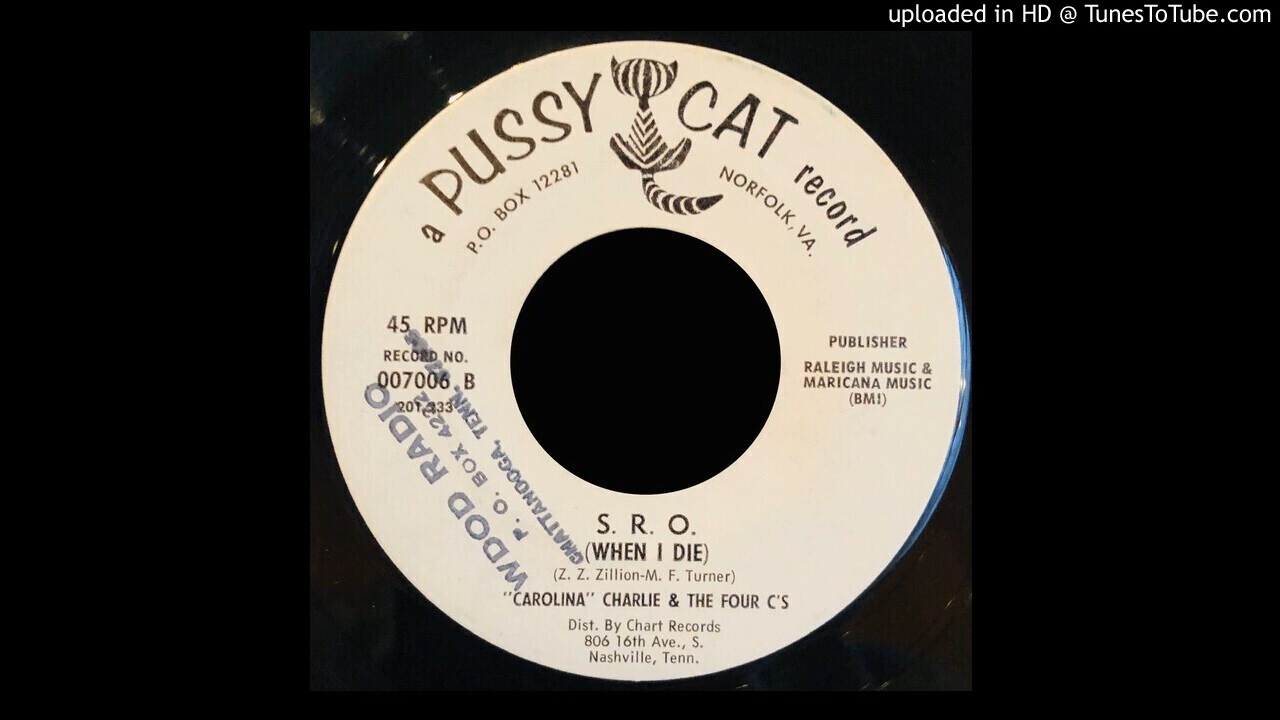 uploaded in HD @ TunesToTube.com
a PUSSY CAT record
P.O. BOX 12281
NORFOLK, VA.
45 RPM
RECORD NO.
007006 B
PUBLISHER
RALEIGH MUSIC &
MARICANA MUSIC
(BMI)
WDOD RADIO
P. O. BOX 4232
CHATTANOOGA, TENN.
S. R. O.
(WHEN I DIE)
(Z. Z. Zillion-M. F. Turner)
"CAROLINA" CHARLIE & THE FOUR C'S
Dist. By Chart Records
806 16th Ave., S.
Nashville, Tenn.